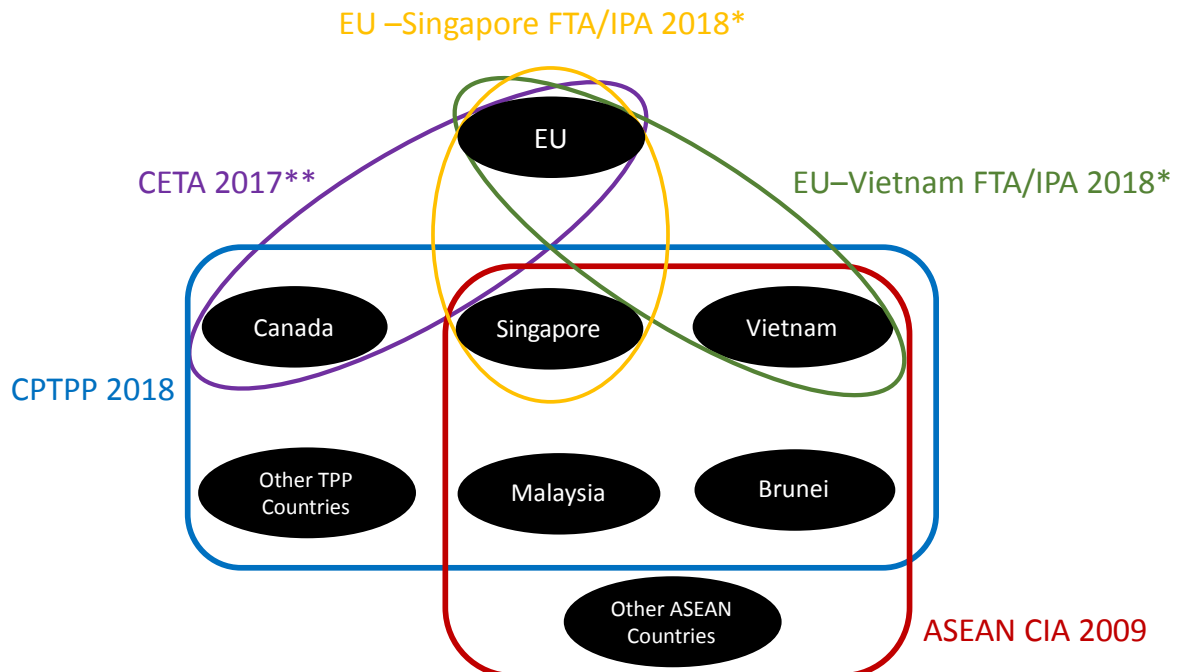 EU –Singapore FTA/IPA 2018*
EU
CETA 2017**
EU–Vietnam FTA/IPA 2018*
Canada
Singapore
Vietnam
CPTPP 2018
Other TPP
Countries
Malaysia
Brunei
Other ASEAN
Countries
ASEAN CIA 2009